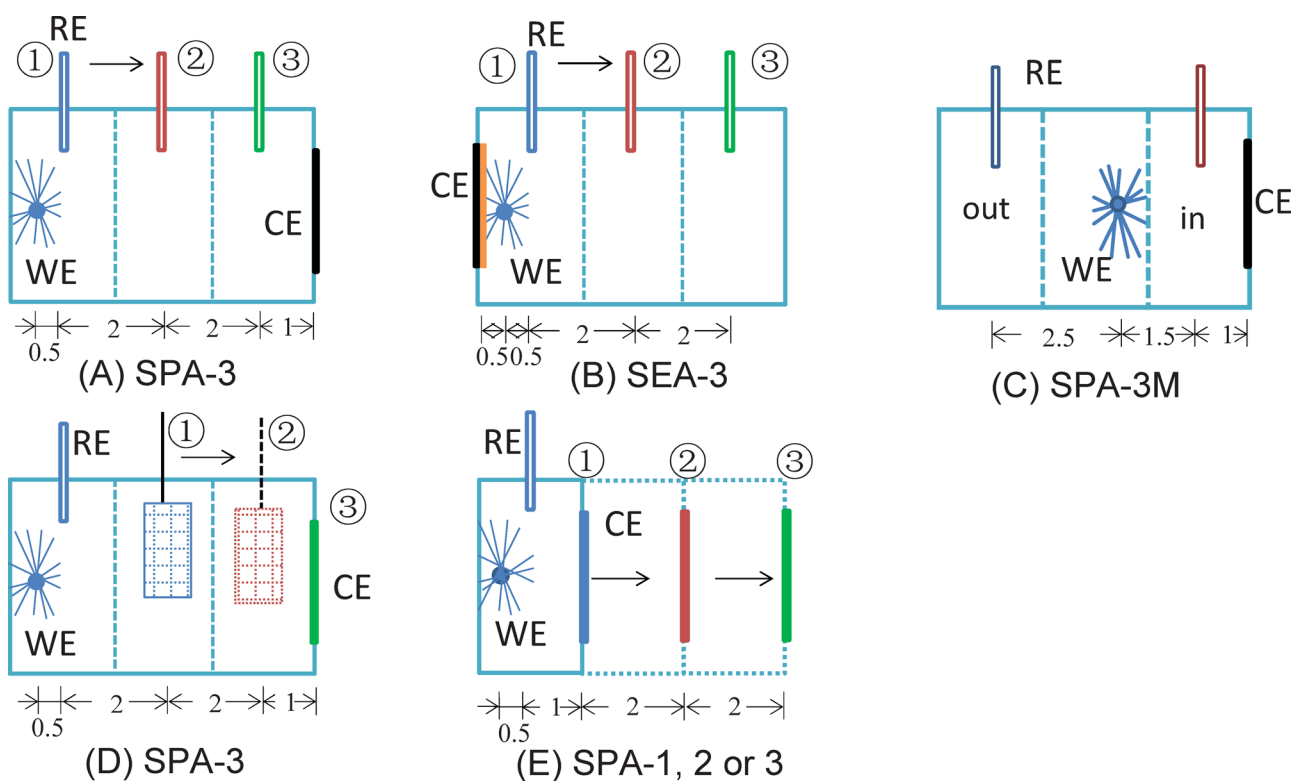 RE
① ② ③
WE
CE
0.5 2 2 1
(A) SPA-3
RE
① ② ③
CE
WE
0.5 0.5 2 2
(B) SEA-3
RE
out
in
WE
CE
2.5 1.5 1
(C) SPA-3M
RE
① ② ③
WE
CE
0.5 2 2 1
(D) SPA-3
RE
① ② ③
CE
WE
0.5 1 2 2
(E) SPA-1, 2 or 3